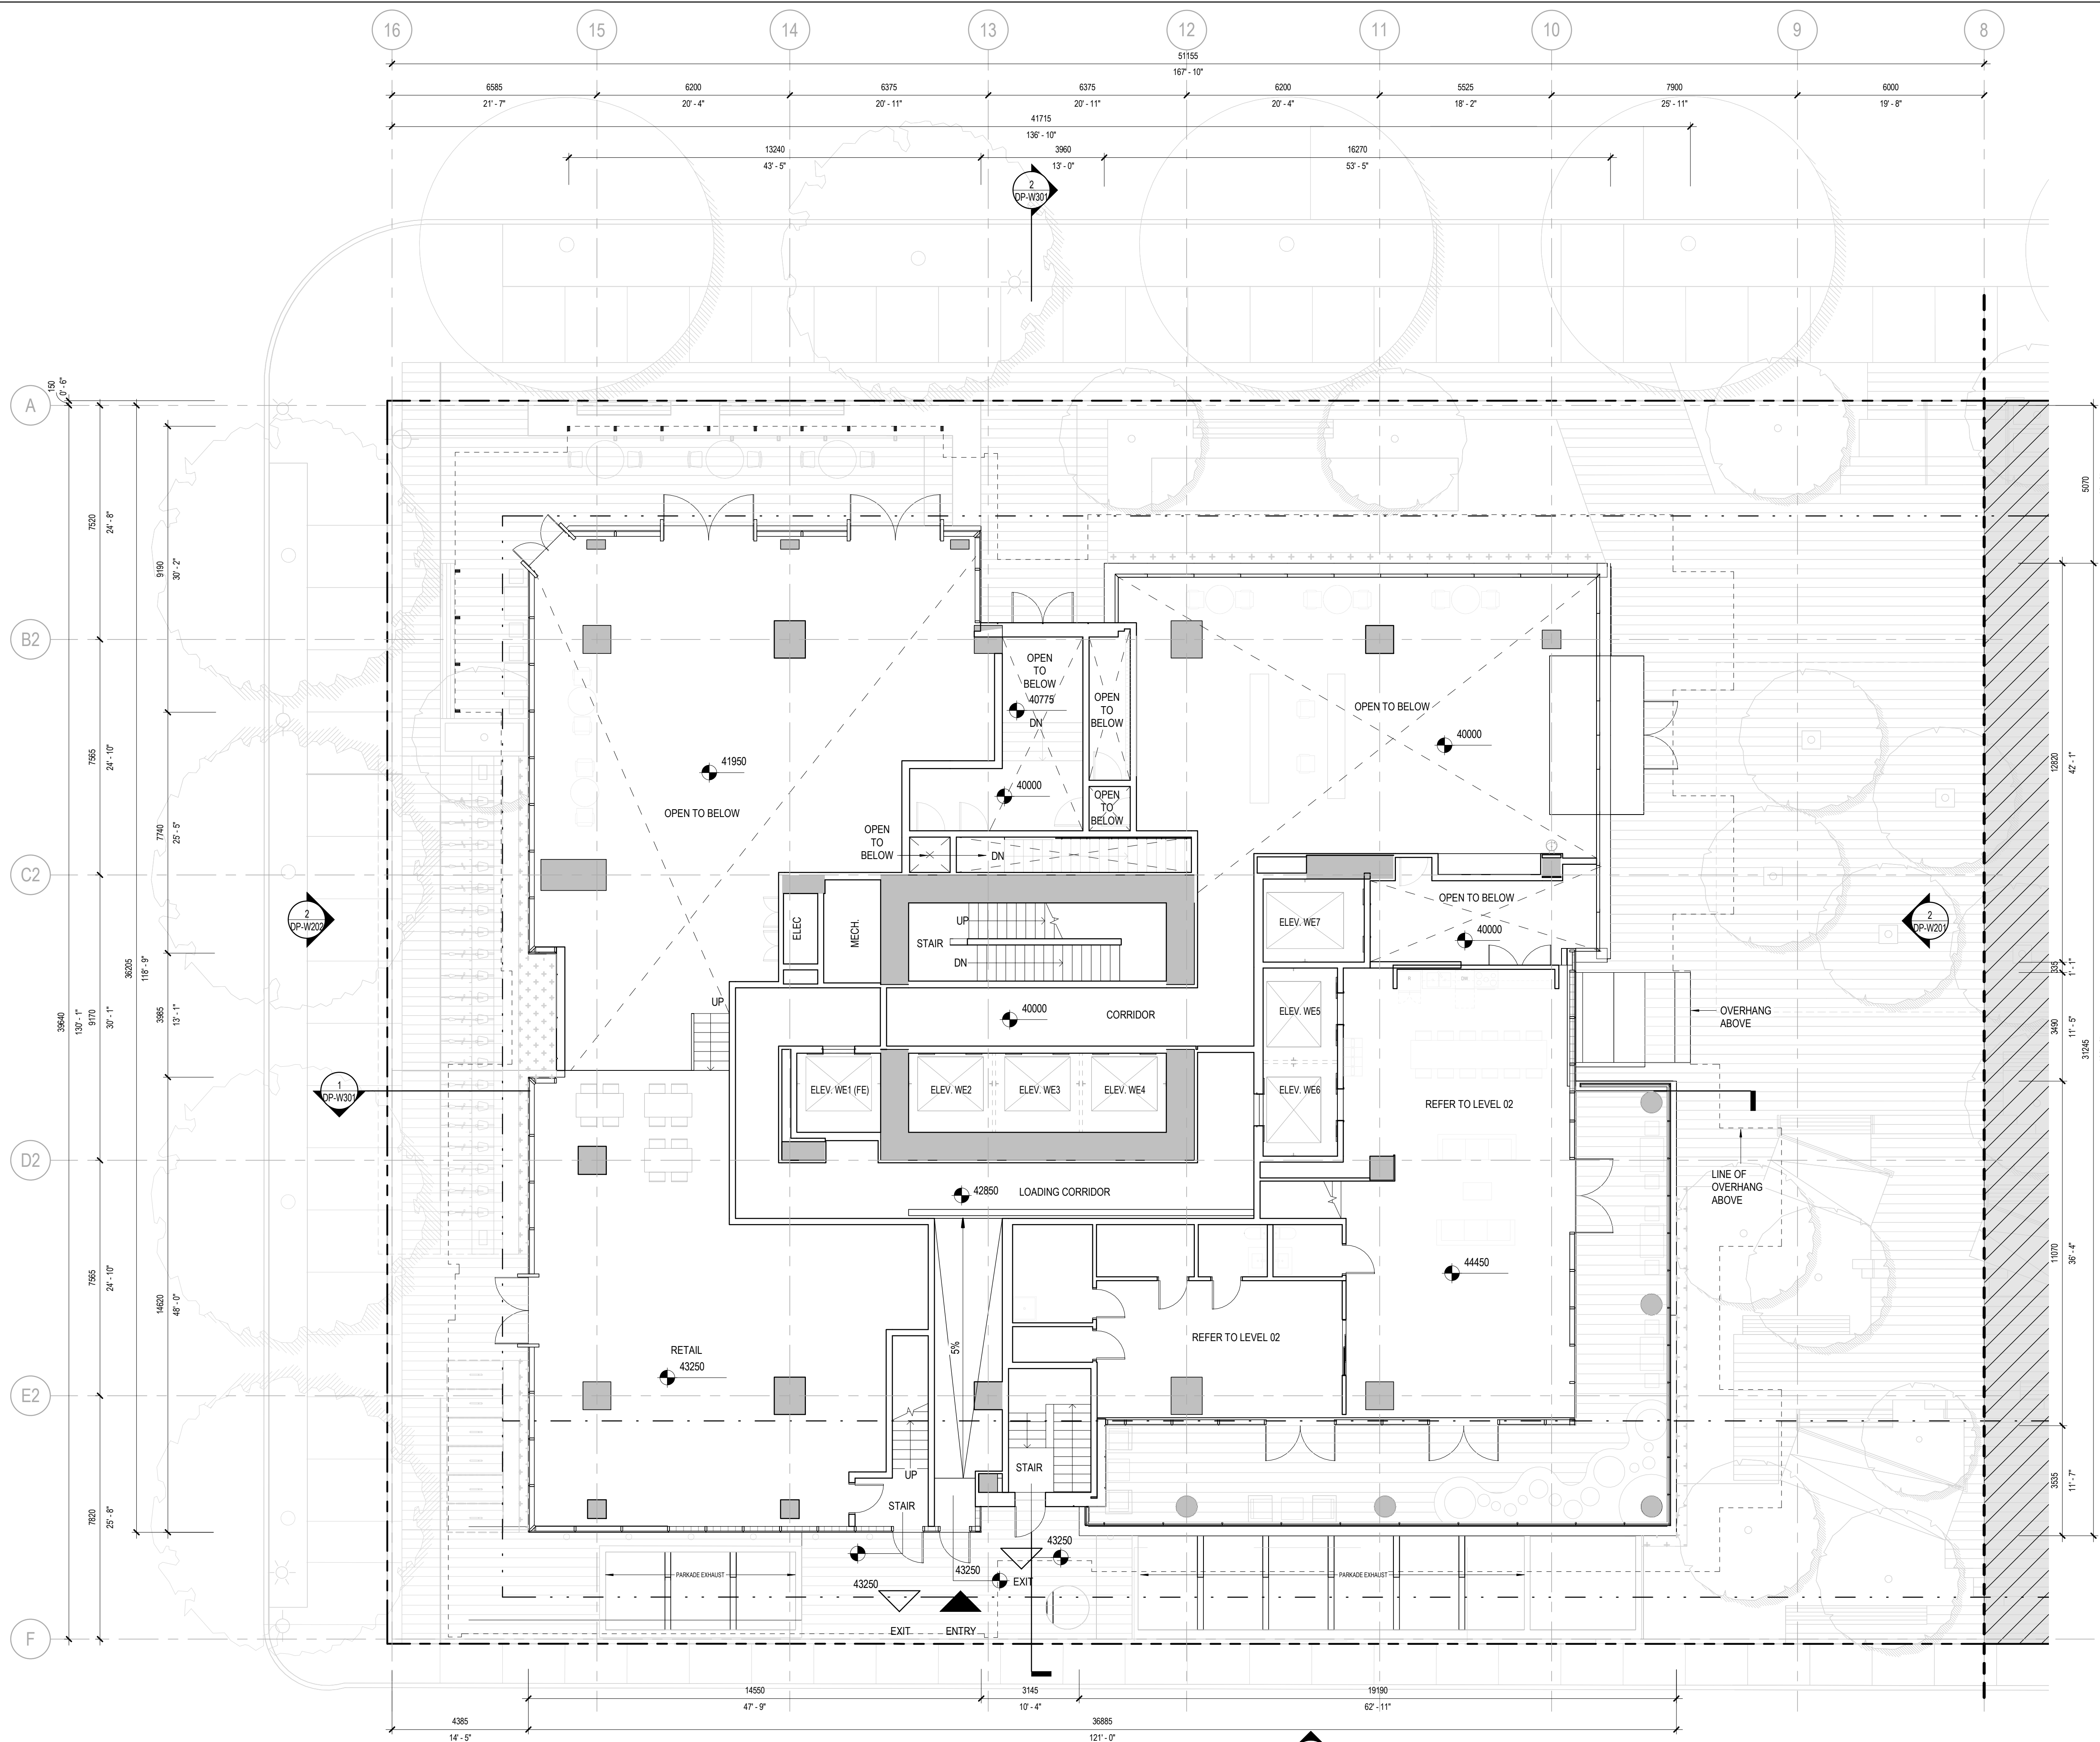 16
15
14
13
12
11
10
9
8
51155
167' - 10"
6585
21' - 7"
6200
20' - 4"
6375
20' - 11"
6375
20' - 11"
6200
20' - 4"
5525
18' - 2"
7900
25' - 11"
6000
19' - 8"
41715
136' - 10"
13240
43' - 5"
3960
13' - 0"
16270
53' - 5"
2
DP-W301
A
B2
C2
D2
E2
F
150
0' - 6"
39640
130' - 1"
7520
24' - 8"
7565
24' - 10"
9170
30' - 1"
7565
24' - 10"
7820
25' - 8"
36205
118' - 9"
9190
30' - 2"
7740
25' - 5"
3985
13' - 1"
14620
48' - 0"
5070
12820
42' - 1"
335
1' - 1"
3490
11' - 5"
31245
11070
36' - 4"
3535
11' - 7"
OPEN
TO
BELOW
40775
DN
OPEN
TO
BELOW
OPEN TO BELOW
40000
41950
OPEN TO BELOW
40000
OPEN
TO
BELOW
OPEN
TO
BELOW
DN
2
DP-W202
ELEC
MECH.
UP
STAIR
DN
ELEV. WE7
OPEN TO BELOW
40000
2
DP-W201
UP
40000
CORRIDOR
ELEV. WE5
OVERHANG
ABOVE
1
DP-W301
ELEV. WE1 (FE)
ELEV. WE2
ELEV. WE3
ELEV. WE4
ELEV. WE6
REFER TO LEVEL 02
42850
LOADING CORRIDOR
LINE OF
OVERHANG
ABOVE
44450
RETAIL
43250
5%
REFER TO LEVEL 02
UP
STAIR
STAIR
43250
43250
43250
EXIT
PARKADE EXHAUST
PARKADE EXHAUST
EXIT
ENTRY
14550
47' - 9"
3145
10' - 4"
19190
62' - 11"
4385
14' - 5"
36885
121' - 0"